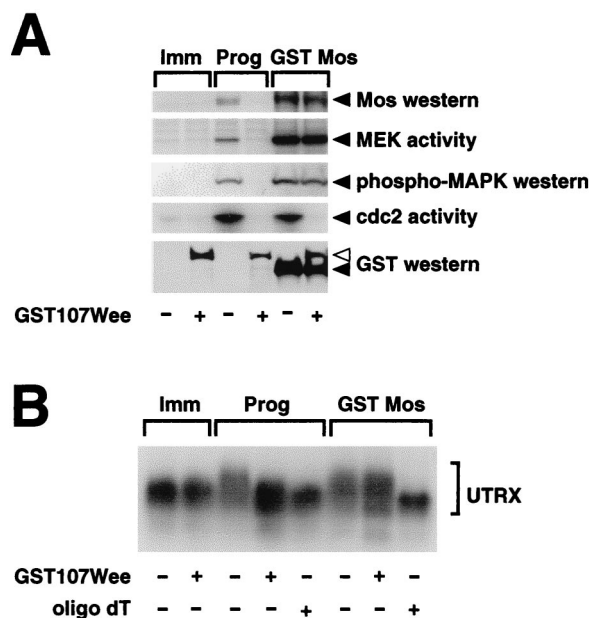 A
Imm Prog GST Mos
Mos western
MEK activity
phospho-MAPK western
cdc2 activity
GST western
GST107Wee - + - + - +
B
Imm Prog GST Mos
UTRX
GST107Wee - + - + - - + -
oligo dT - - - - + - - +